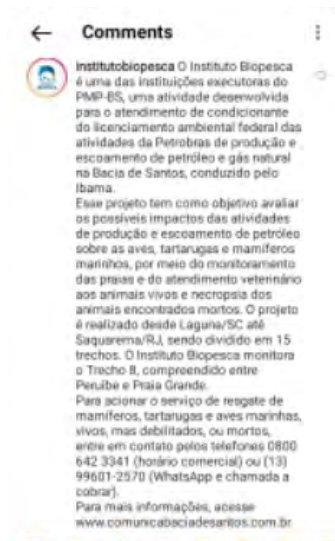 Comments
institutobiopesca O Instituto Biopesca
é uma das instituições executoras do
PMP-BS, uma atividade desenvolvida
para o atendimento de condicionante
do licenciamento ambiental federal das
atividades da Petrobras de produção e
escoamento de petróleo e gás natural
na Bacia de Santos, conduzido pelo
Ibama.
Esse projeto tem como objetivo avaliar
os possíveis impactos das atividades
de produção e escoamento de petróleo
sobre as aves, tartarugas e mamíferos
marinhos, por meio do monitoramento
das praias e do atendimento veterinário
aos animais vivos e necropsia dos
animais encontrados mortos. O projeto
é realizado desde Laguna/SC até
Saquarema/RJ, sendo dividido em 15
trechos. O Instituto Biopesca monitora
o Trecho 8, compreendido entre
Peruíbe e Praia Grande.
Para acionar o serviço de resgate de
mamíferos, tartarugas e aves marinhas,
vivos, mas debilitados, ou mortos,
entre em contato pelos telefones 0800
642 3341 (horário comercial) ou (13)
99601-2570 (WhatsApp e chamada a
cobrar).
Para mais informações, acesse
www.comunicabaciadesantos.com.br